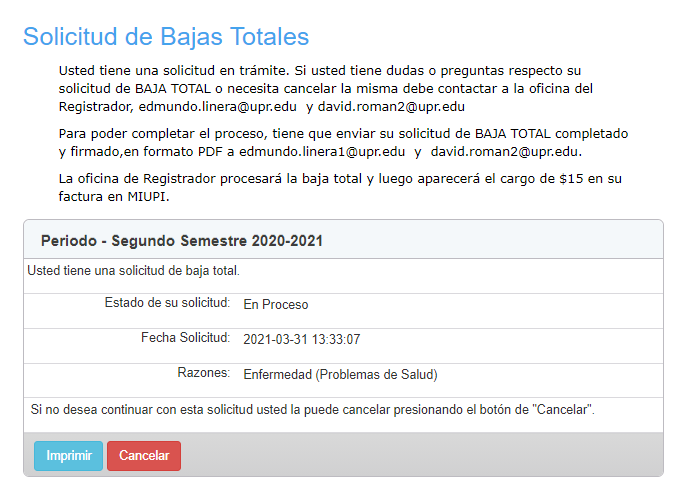 Solicitud de Bajas Totales
Usted tiene una solicitud en trámite. Si usted tiene dudas o preguntas respecto su
solicitud de BAJA TOTAL o necesita cancelar la misma debe contactar a la oficina del
Registrador, edmundo.linera@upr.edu y david.roman2@upr.edu
Para poder completar el proceso, tiene que enviar su solicitud de BAJA TOTAL completado
y firmado,en formato PDF a edmundo.linera1@upr.edu y david.roman2@upr.edu.
La oficina de Registrador procesará la baja total y luego aparecerá el cargo de $15 en su
factura en MIUPI.
Periodo - Segundo Semestre 2020-2021
Usted tiene una solicitud de baja total.
Estado de su solicitud: En Proceso
Fecha Solicitud: 2021-03-31 13:33:07
Razones: Enfermedad (Problemas de Salud)
Si no desea continuar con esta solicitud usted la puede cancelar presionando el botón de "Cancelar".
Imprimir Cancelar